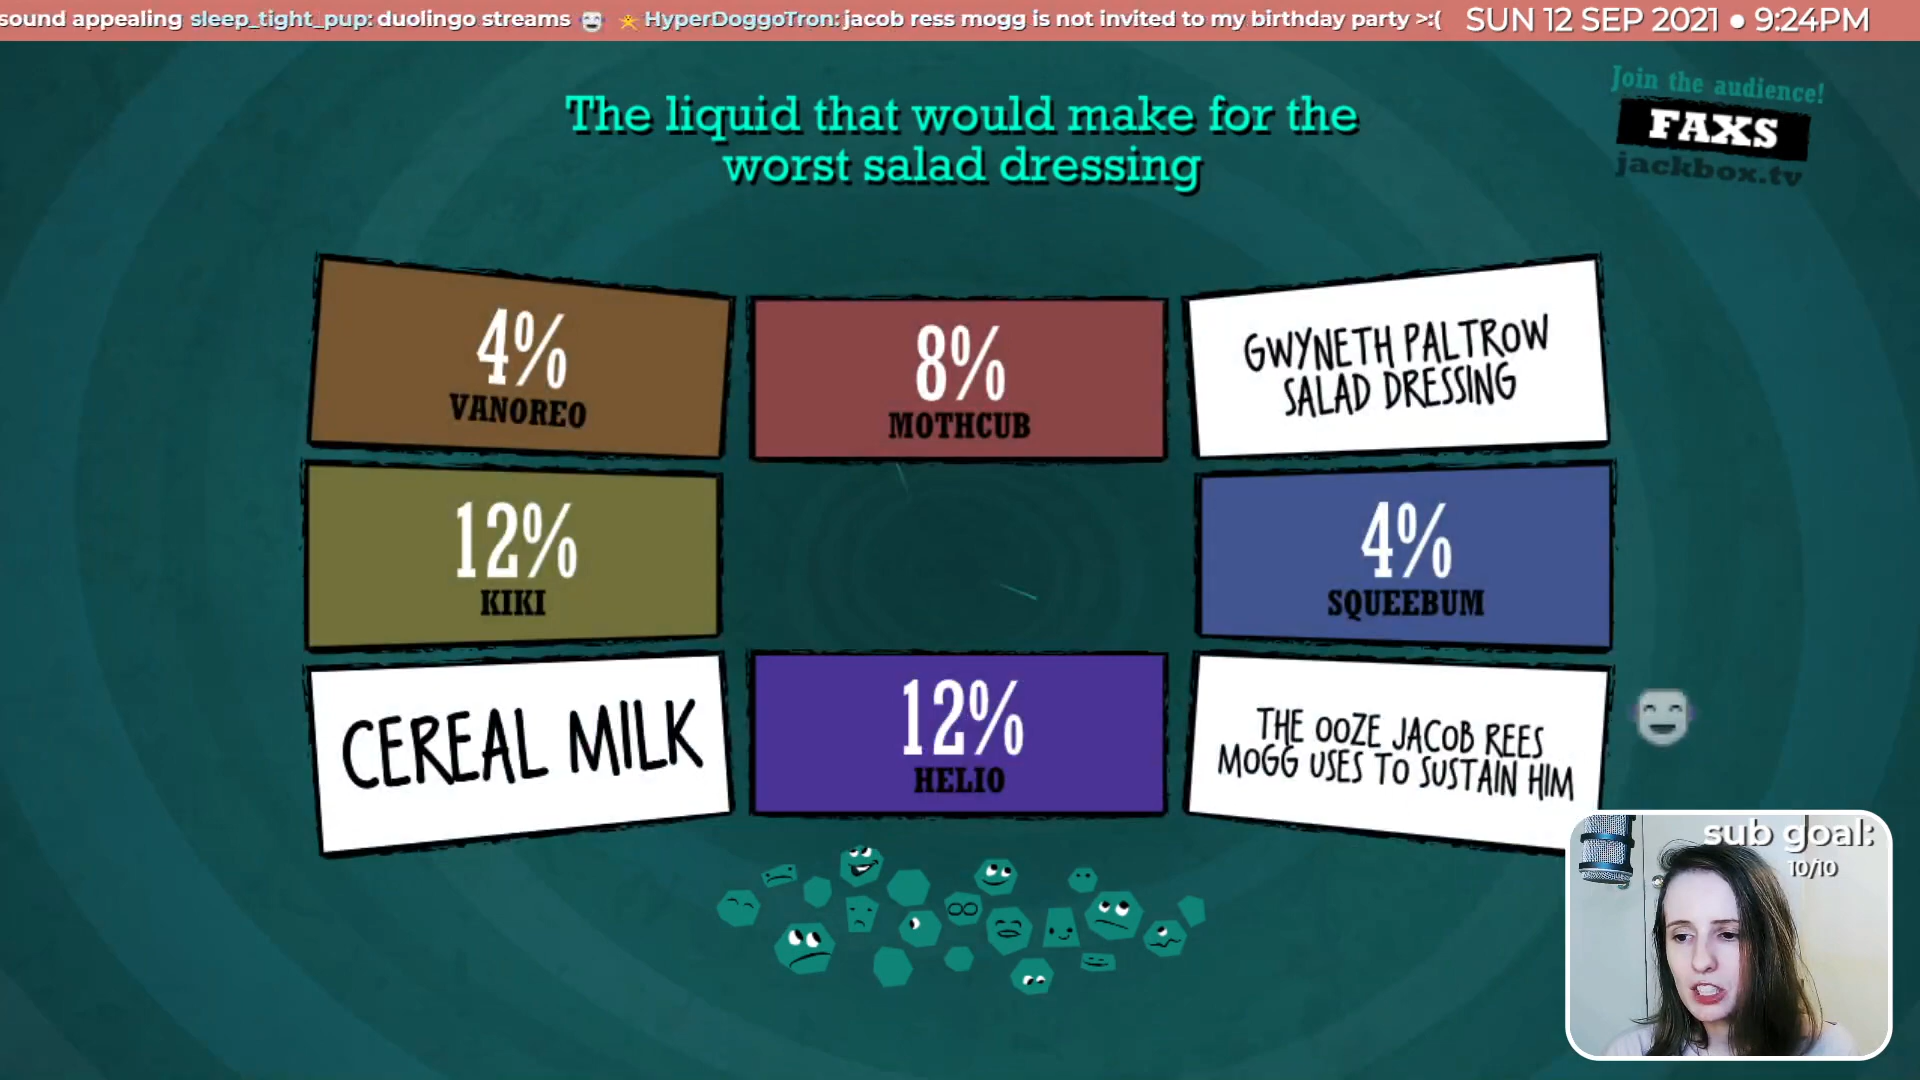 sound appealing sleep_tight_pup: duolingo streams HyperDoggoTron: jacob ress mogg is not invited to my birthday party >:( SUN 12 SEP 2021 ● 9:24PM
Join the audience!
FAXS
jackbox.tv
The liquid that would make for the
worst salad dressing
4%
VANOREO
8%
MOTHCUB
GWYNETH PALTROW
SALAD DRESSING
12%
KIKI
4%
SQUEEBUM
CEREAL MILK
12%
HELIO
THE OOZE JACOB REES
MOGG USES TO SUSTAIN HIM
sub goal:
10/10